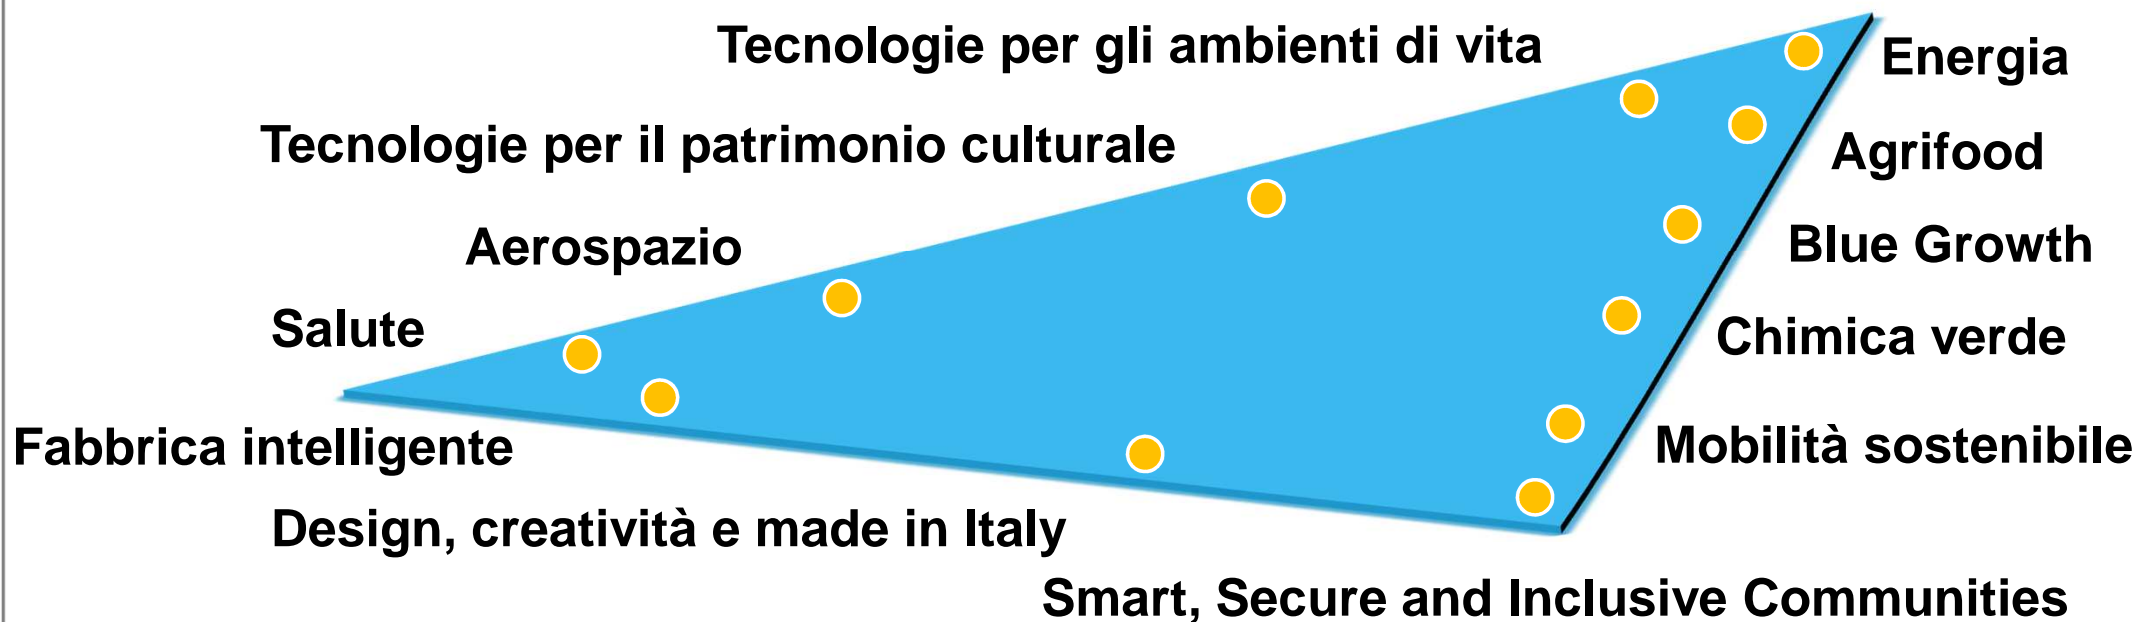 Tecnologie per gli ambienti di vita
Energia
Tecnologie per il patrimonio culturale
Agrifood
Aerospazio
Blue Growth
Salute
Chimica verde
Fabbrica intelligente
Mobilità sostenibile
Design, creatività e made in Italy
Smart, Secure and Inclusive Communities